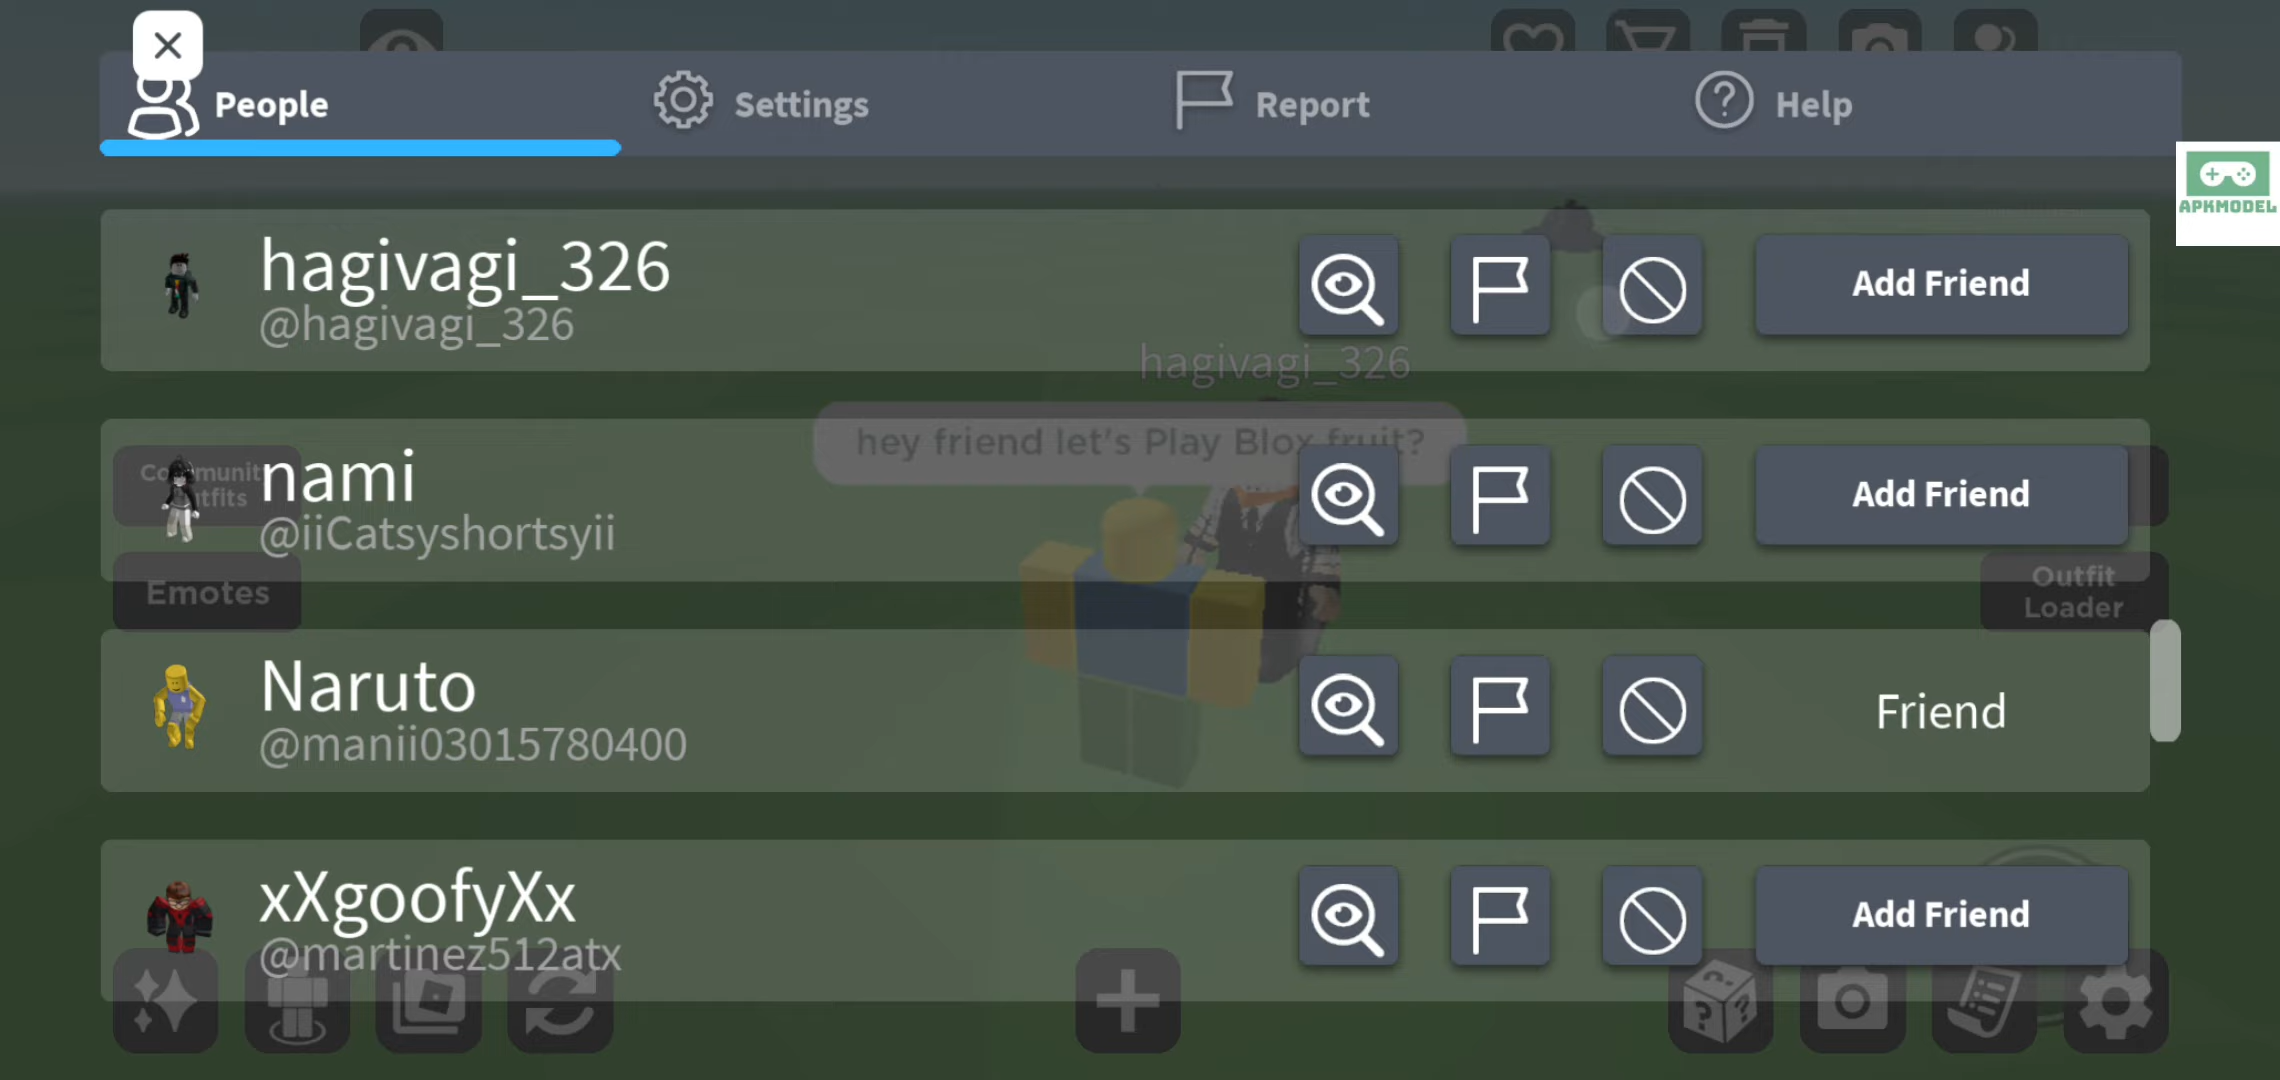 People
Settings
Report
Help
APKMODEL
hagivagi_326
@hagivagi_326
Add Friend
hagivagi_326
hey friend let's Play Blox fruit?
nami
@iiCatsyshortsyii
Add Friend
Emotes
Outfit
Loader
Naruto
@manii03015780400
Friend
xXgoofyXx
@martinez512atx
Add Friend